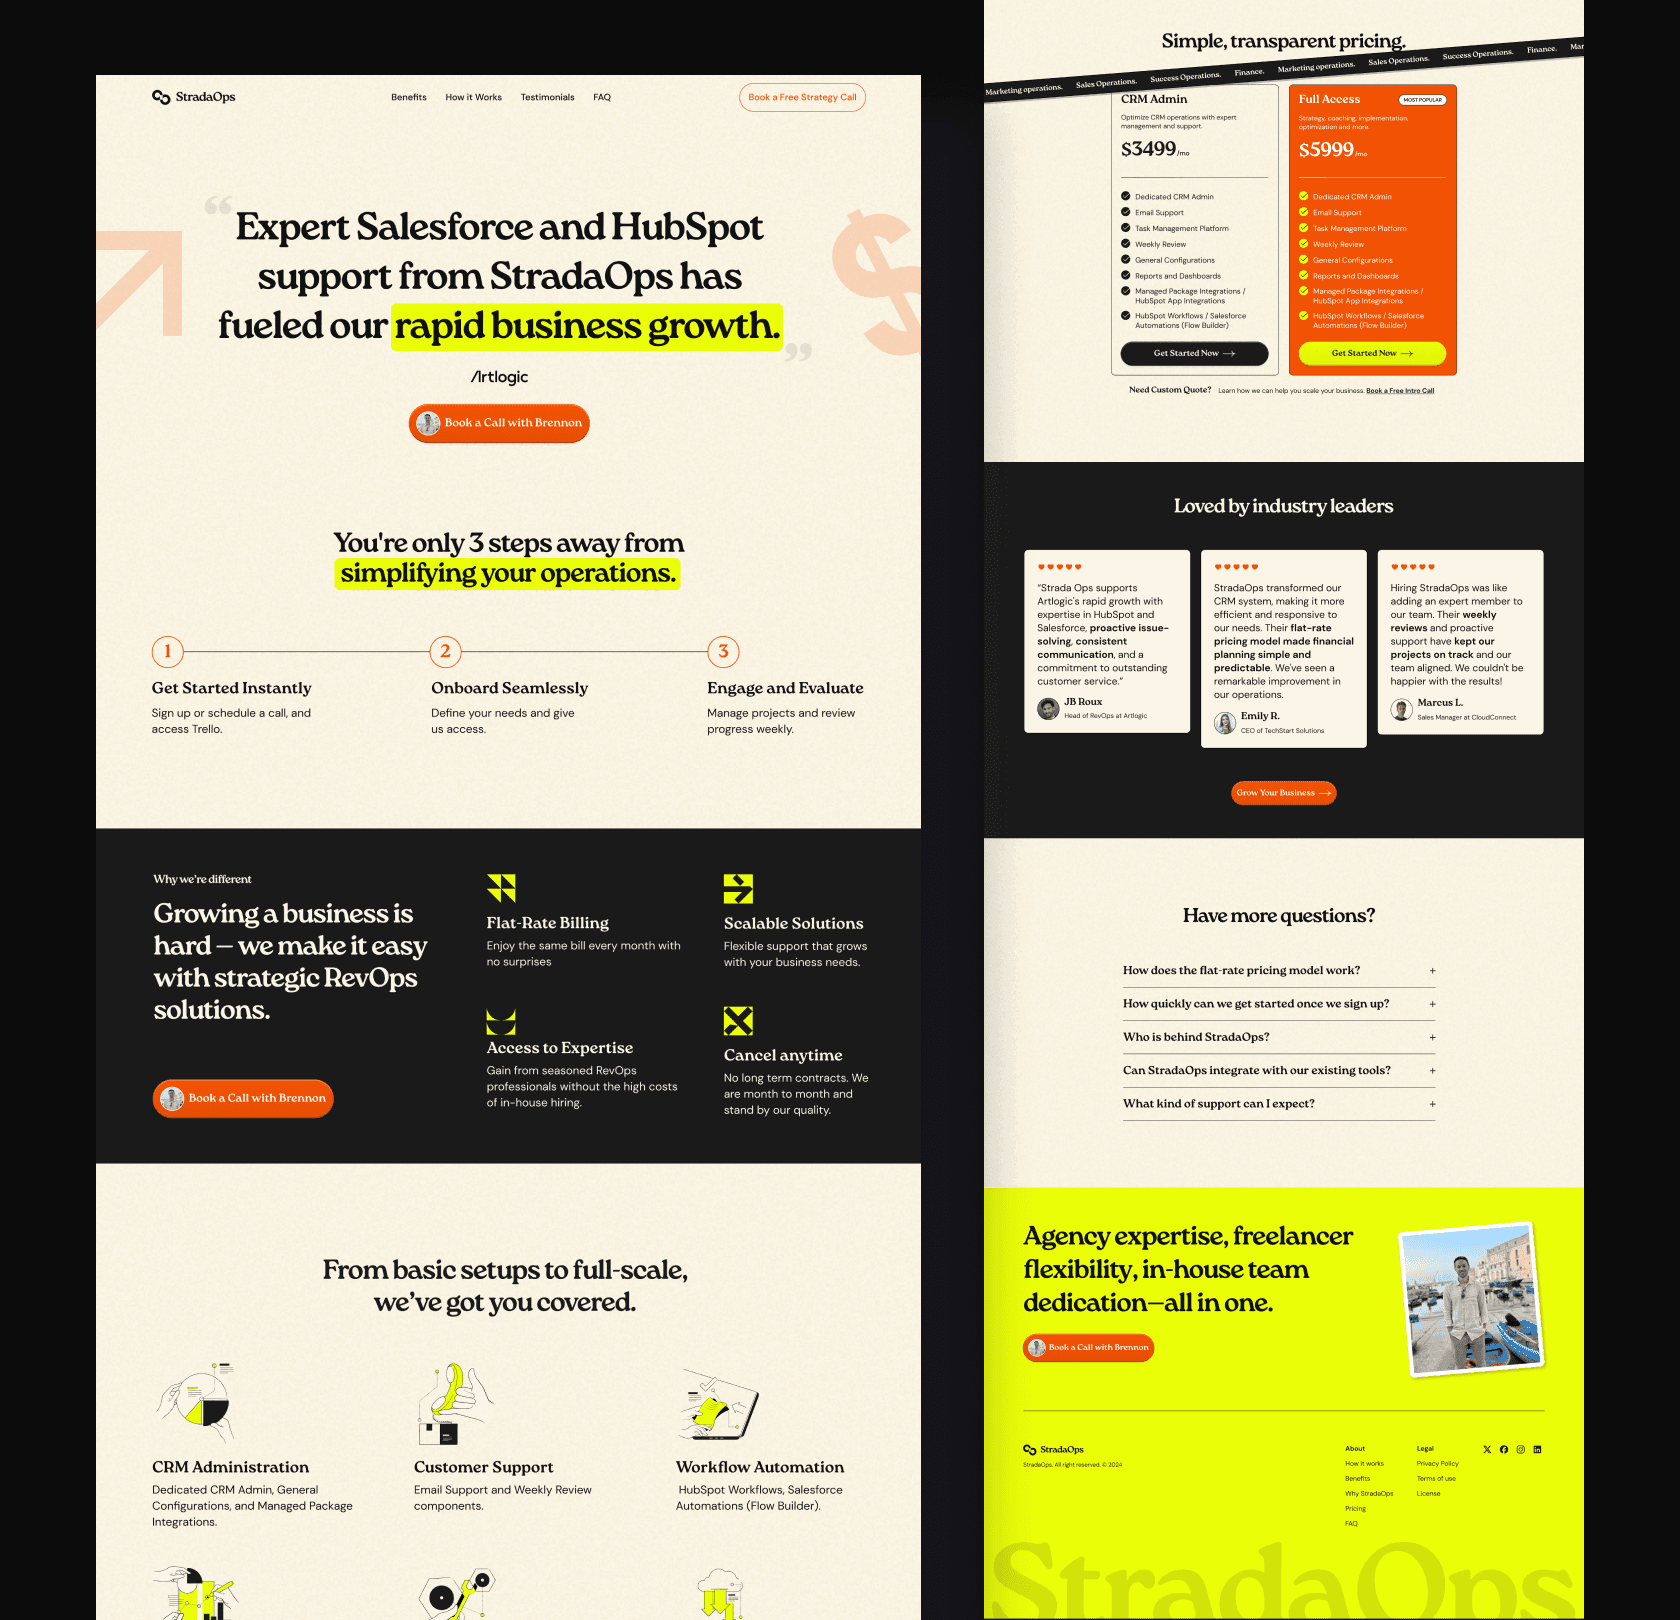 StradaOps
Benefits
How it Works
Testimonials
FAQ
Book a Free Strategy Call
“
Expert Salesforce and HubSpot
support from StradaOps has
fueled our rapid business growth.
”
$
Artlogic
Book a Call with Brennon
You're only 3 steps away from
simplifying your operations.
1
2
3
Get Started Instantly
Sign up or schedule a call, and
access Trello.
Onboard Seamlessly
Define your needs and give
us access.
Engage and Evaluate
Manage projects and review
progress weekly.
Why we're different
Growing a business is
hard – we make it easy
with strategic RevOps
solutions.
Book a Call with Brennon
Flat-Rate Billing
Enjoy the same bill every month with
no surprises
Scalable Solutions
Flexible support that grows
with your business needs.
Access to Expertise
Gain from seasoned RevOps
professionals without the high costs
of in-house hiring.
Cancel anytime
No long term contracts. We
are month to month and
stand by our quality.
From basic setups to full-scale,
we’ve got you covered.
CRM Administration
Dedicated CRM Admin, General
Configurations, and Managed Package
Integrations.
Customer Support
Email Support and Weekly Review
components.
Workflow Automation
HubSpot Workflows, Salesforce
Automations (Flow Builder).
Simple, transparent pricing.
Marketing operations. Sales Operations. Success Operations. Finance. Marketing operations. Sales Operations. Success Operations. Finance. Mar
CRM Admin
Optimize CRM operations with expert
management and support.
$3499/mo
Dedicated CRM Admin
Email Support
Task Management Platform
Weekly Review
General Configurations
Reports and Dashboards
Managed Package Integrations /
HubSpot App Integrations
HubSpot Workflows / Salesforce
Automations (Flow Builder)
Get Started Now →
Full Access
MOST POPULAR
Strategy, coaching, implementation,
optimization and more.
$5999/mo
Dedicated CRM Admin
Email Support
Task Management Platform
Weekly Review
General Configurations
Reports and Dashboards
Managed Package Integrations /
HubSpot App Integrations
HubSpot Workflows / Salesforce
Automations (Flow Builder)
Get Started Now →
Need Custom Quote? Learn how we can help you scale your business. Book a Free Intro Call
Loved by industry leaders
“Strada Ops supports
Artlogic's rapid growth with
expertise in HubSpot and
Salesforce, proactive issue-
solving, consistent
communication, and a
commitment to outstanding
customer service.”
JB Roux
Head of RevOps at Artlogic
StradaOps transformed our
CRM system, making it more
efficient and responsive to
our needs. Their flat-rate
pricing model made financial
planning simple and
predictable. We've seen a
remarkable improvement in
our operations.
Emily R.
CEO of TechStart Solutions
Hiring StradaOps was like
adding an expert member to
our team. Their weekly
reviews and proactive
support have kept our
projects on track and our
team aligned. We couldn't be
happier with the results!
Marcus L.
Sales Manager at CloudConnect
Grow Your Business →
Have more questions?
How does the flat-rate pricing model work? +
How quickly can we get started once we sign up? +
Who is behind StradaOps? +
Can StradaOps integrate with our existing tools? +
What kind of support can I expect? +
Agency expertise, freelancer
flexibility, in-house team
dedication—all in one.
Book a Call with Brennon
StradaOps
StradaOps. All right reserved. © 2024
About
How it works
Benefits
Why StradaOps
Pricing
FAQ
Legal
Privacy Policy
Terms of use
License
StradaOps